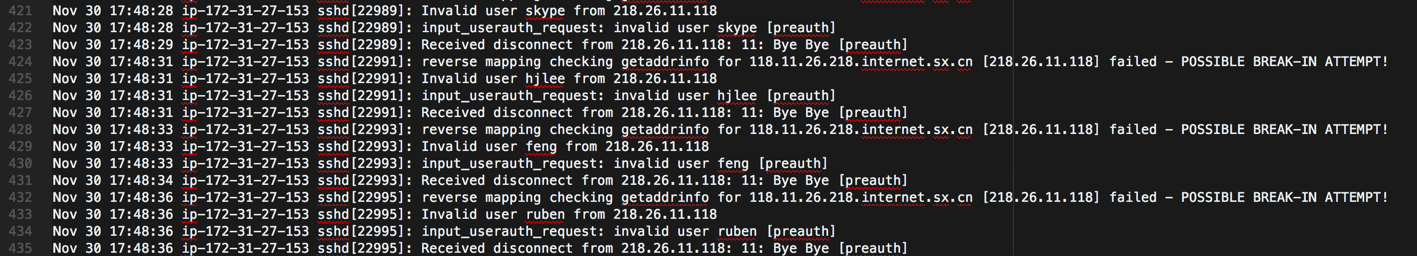 421 Nov 30 17:48:28 ip-172-31-27-153 sshd[22989]: Invalid user skype from 218.26.11.118
422 Nov 30 17:48:28 ip-172-31-27-153 sshd[22989]: input_userauth_request: invalid user skype [preauth]
423 Nov 30 17:48:29 ip-172-31-27-153 sshd[22989]: Received disconnect from 218.26.11.118: 11: Bye Bye [preauth]
424 Nov 30 17:48:31 ip-172-31-27-153 sshd[22991]: reverse mapping checking getaddrinfo for 118.11.26.218.internet.sx.cn [218.26.11.118] failed - POSSIBLE BREAK-IN ATTEMPT!
425 Nov 30 17:48:31 ip-172-31-27-153 sshd[22991]: Invalid user hjlee from 218.26.11.118
426 Nov 30 17:48:31 ip-172-31-27-153 sshd[22991]: input_userauth_request: invalid user hjlee [preauth]
427 Nov 30 17:48:31 ip-172-31-27-153 sshd[22991]: Received disconnect from 218.26.11.118: 11: Bye Bye [preauth]
428 Nov 30 17:48:33 ip-172-31-27-153 sshd[22993]: reverse mapping checking getaddrinfo for 118.11.26.218.internet.sx.cn [218.26.11.118] failed - POSSIBLE BREAK-IN ATTEMPT!
429 Nov 30 17:48:33 ip-172-31-27-153 sshd[22993]: Invalid user feng from 218.26.11.118
430 Nov 30 17:48:33 ip-172-31-27-153 sshd[22993]: input_userauth_request: invalid user feng [preauth]
431 Nov 30 17:48:34 ip-172-31-27-153 sshd[22993]: Received disconnect from 218.26.11.118: 11: Bye Bye [preauth]
432 Nov 30 17:48:36 ip-172-31-27-153 sshd[22995]: reverse mapping checking getaddrinfo for 118.11.26.218.internet.sx.cn [218.26.11.118] failed - POSSIBLE BREAK-IN ATTEMPT!
433 Nov 30 17:48:36 ip-172-31-27-153 sshd[22995]: Invalid user ruben from 218.26.11.118
434 Nov 30 17:48:36 ip-172-31-27-153 sshd[22995]: input_userauth_request: invalid user ruben [preauth]
435 Nov 30 17:48:36 ip-172-31-27-153 sshd[22995]: Received disconnect from 218.26.11.118: 11: Bye Bye [preauth]